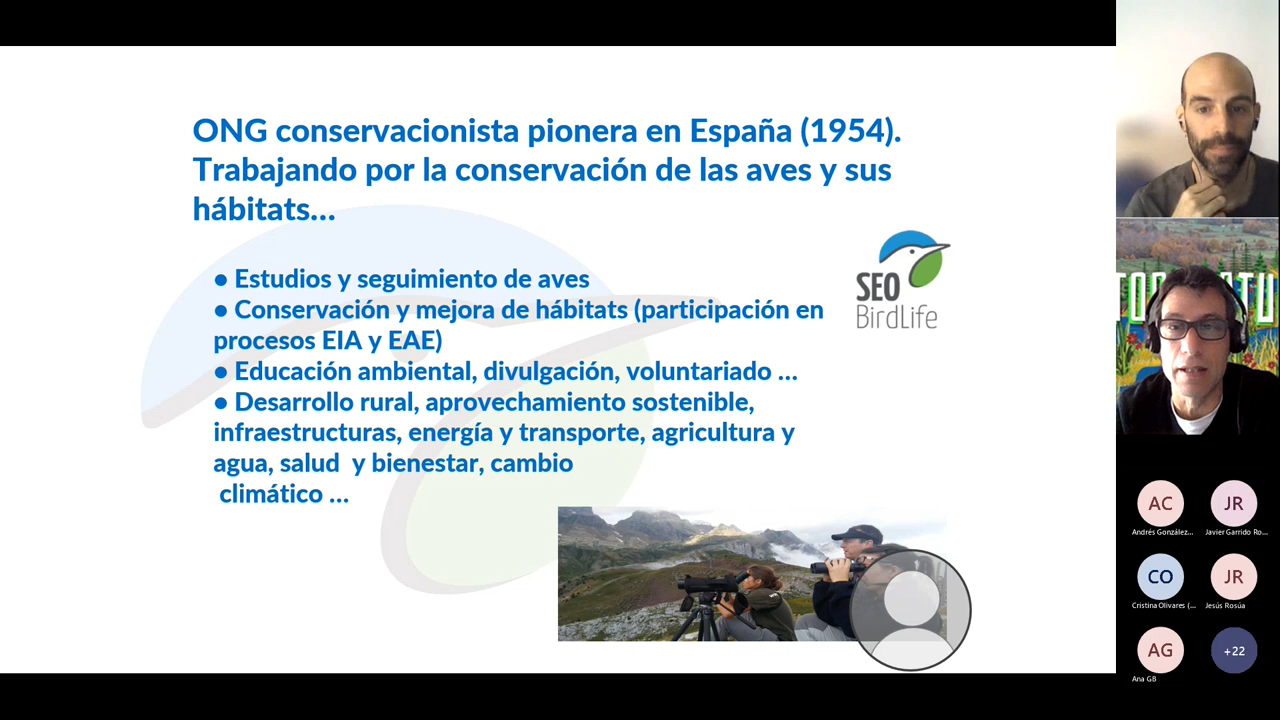 ONG conservacionista pionera en España (1954).
Trabajando por la conservación de las aves y sus
hábitats...
• Estudios y seguimiento de aves
• Conservación y mejora de hábitats (participación en
procesos EIA y EAE)
• Educación ambiental, divulgación, voluntariado ...
• Desarrollo rural, aprovechamiento sostenible,
infraestructuras, energía y transporte, agricultura y
agua, salud y bienestar, cambio
climático ...
SEO
BirdLife
AC
JR
Andrés González...
Javier Garrido Ro...
CO
JR
Cristina Olivares (...
Jesús Rosúa
AG
+22
Ana GB